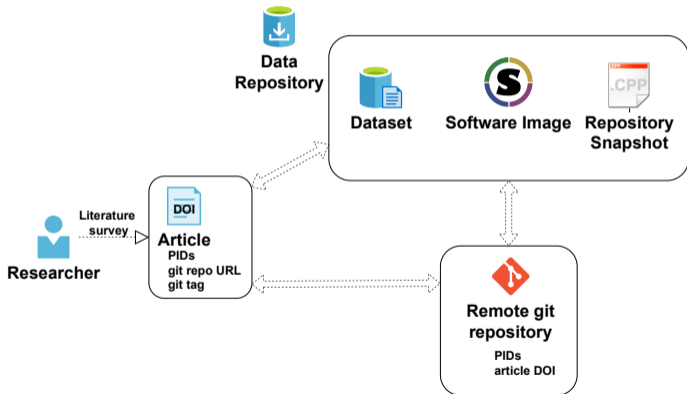 Data
Repository
Dataset
S
Software Image
CPP
.CPP
Repository
Snapshot
Literature
survey
Researcher
DOI
Article
PIDs
git repo URL
git tag
Remote git
repository
PIDs
article DOI